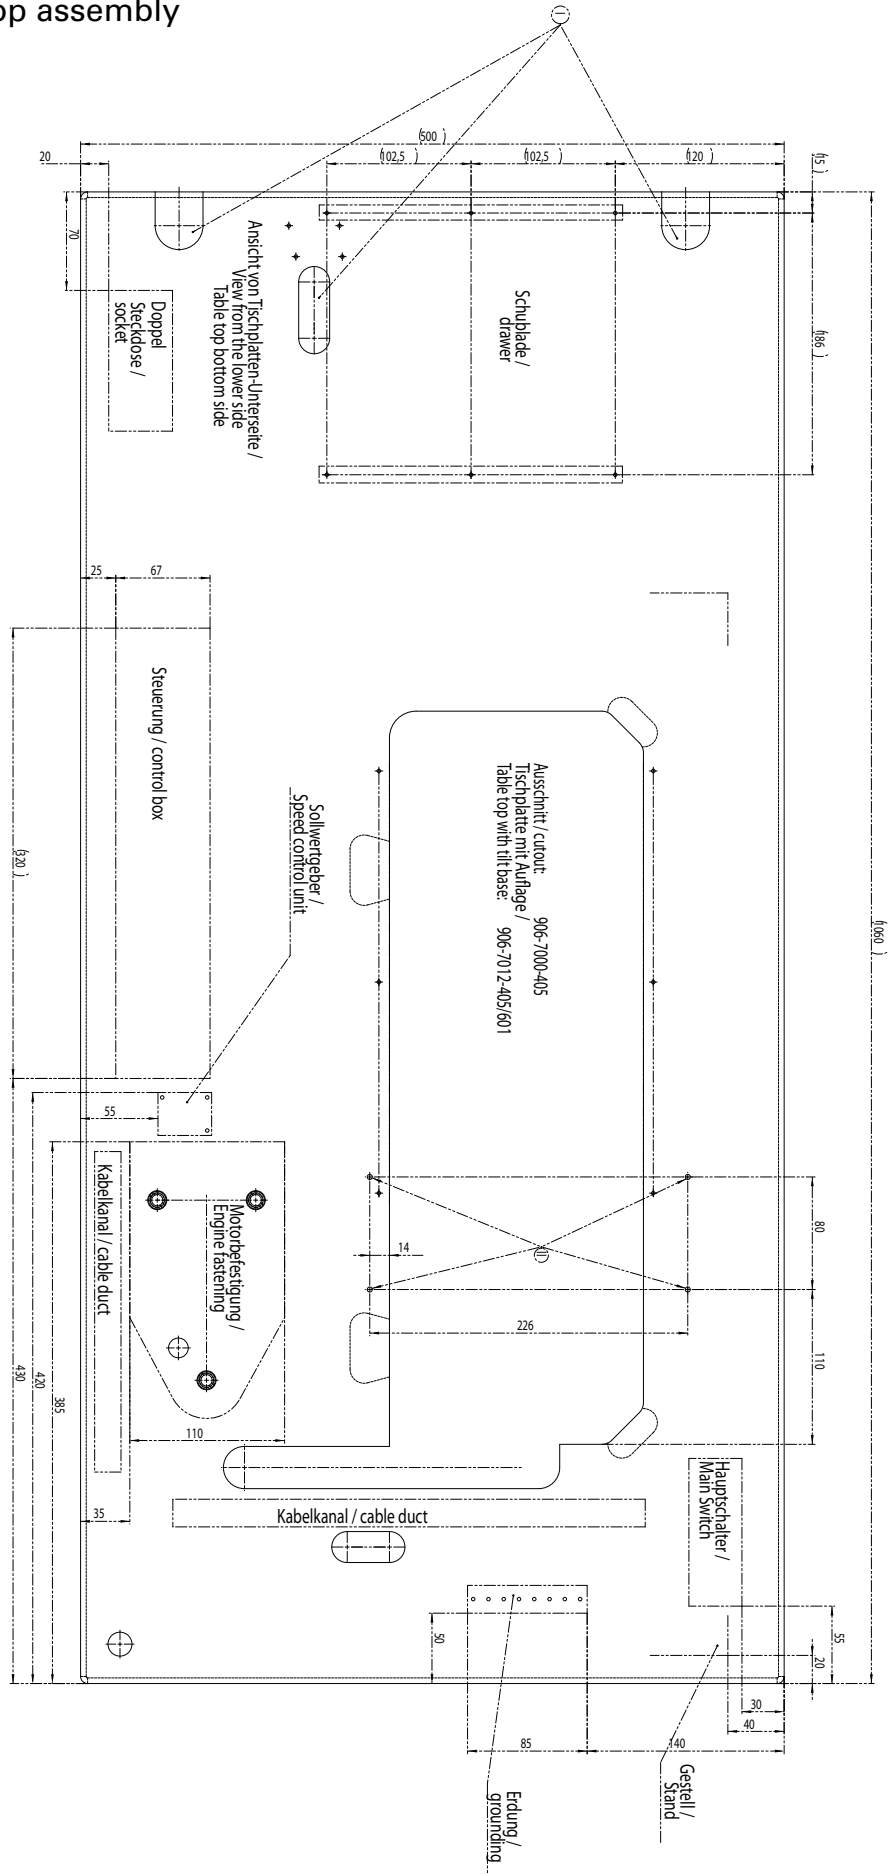 op assembly
(500 )
20
(102,5 )
(102,5 )
(120 )
(15 )
70
Ansicht von Tischplatten-Unterseite /
View from the lower side
Table top bottom side
Doppel
Steckdose /
socket
Schublade /
drawer
(186 )
25
67
Steuerung / control box
(320 )
Sollwertgeber /
Speed control unit
Ausschnitt / cutout: 906-7000-405
Tischplatte mit Auflage /
Table top with tilt base: 906-7012-405/601
(1060 )
55
Kabelkanal / cable duct
Motorbefestigung /
Engine fastening
14
80
226
110
430
420
385
110
35
Kabelkanal / cable duct
Hauptschalter /
Main Switch
50
55
20
30
40
85
140
Erdung /
grounding
Gestell /
Stand